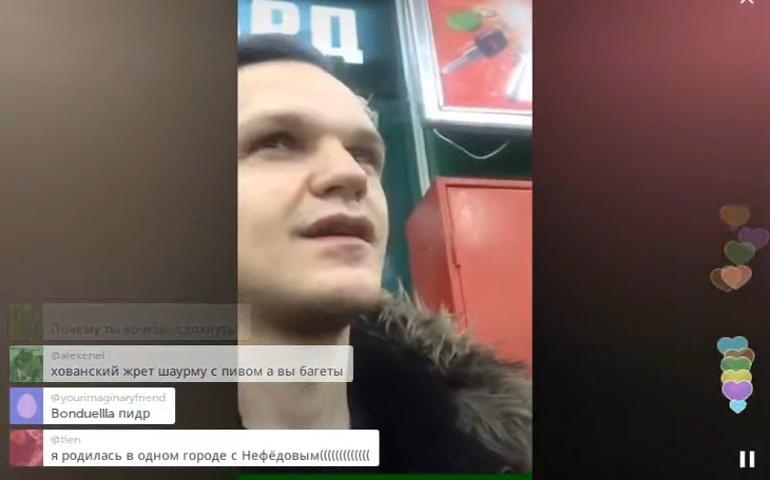 РД
Почему ты хочешь сдохнуть
@alexenel
хованский жрет шаурму с пивом а вы багеты
@yourimaginaryfriend
Bonduellla пидр
@tlen
я родилась в одном городе с Нефёдовым(((((((((((((